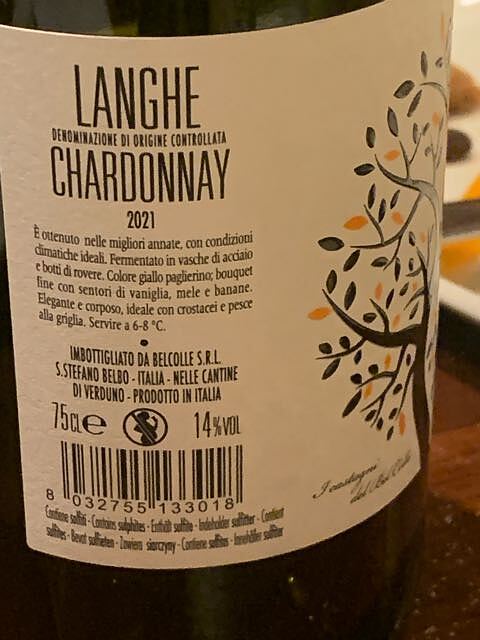 LANGHE
DENOMINAZIONE DI ORIGINE CONTROLLATA
CHARDONNAY
2021
È ottenuto nelle migliori annate, con condizioni
climatiche ideali. Fermentato in vasche di acciaio
e botti di rovere. Colore giallo paglierino; bouquet
fine con sentori di vaniglia, mele e banane.
Elegante e corposo, ideale con crostacei e pesce
alla griglia. Servire a 6-8 °C.
IMBOTTIGLIATO DA BELCOLLE S.R.L.
S.STEFANO BELBO - ITALIA - NELLE CANTINE
DI VERDUNO - PRODOTTO IN ITALIA
75CL e 14%VOL
8 032755 133018
Contiene solfiti - Contains sulphites - Enthält sulfite - Indeholder sulfitter - Contient
sulfites - Bevat sulfieten - Zawiera siarczyny - Contiene sulfitos - Innehåller sulfiter
I castagni
del Bel Colle